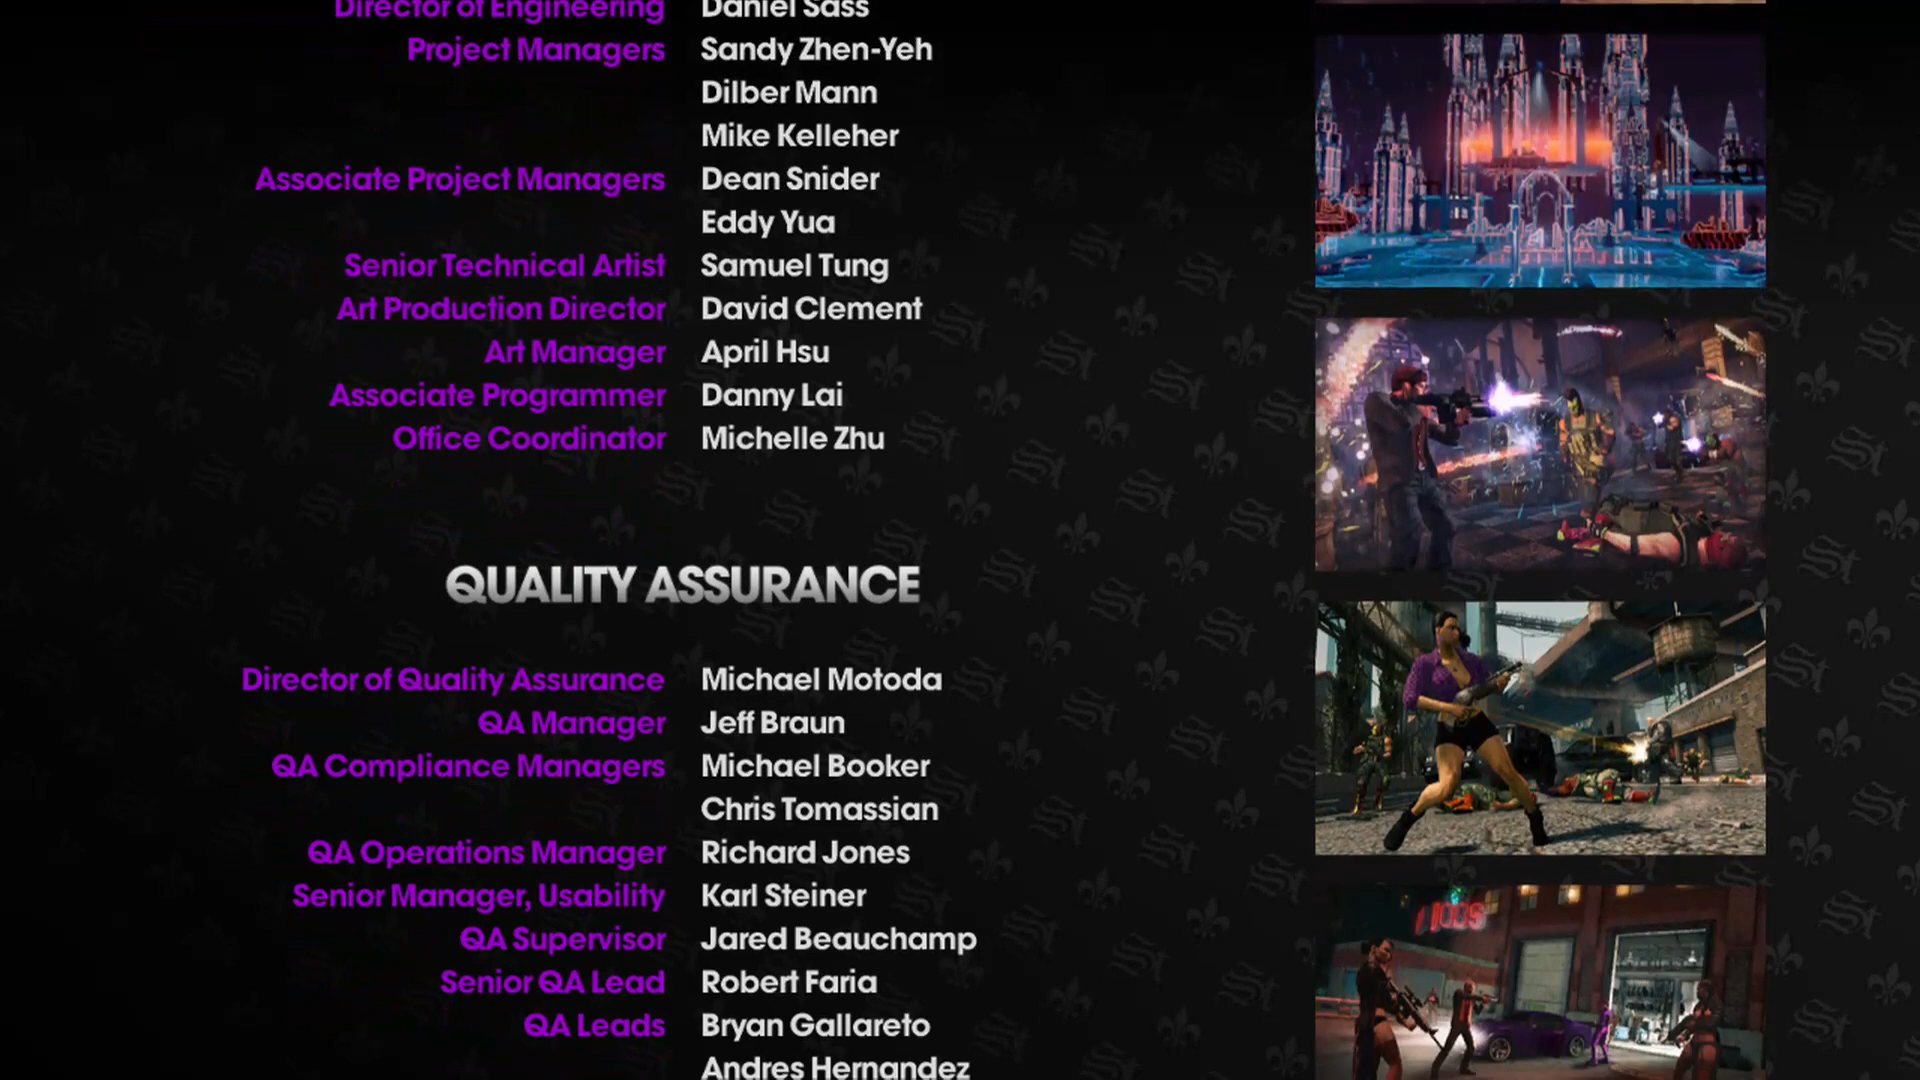 Director of Engineering Daniel Sass
Project Managers Sandy Zhen-Yeh
Dilber Mann
Mike Kelleher
Associate Project Managers Dean Snider
Eddy Yua
Senior Technical Artist Samuel Tung
Art Production Director David Clement
Art Manager April Hsu
Associate Programmer Danny Lai
Office Coordinator Michelle Zhu
QUALITY ASSURANCE
Director of Quality Assurance Michael Motoda
QA Manager Jeff Braun
QA Compliance Managers Michael Booker
Chris Tomassian
QA Operations Manager Richard Jones
Senior Manager, Usability Karl Steiner
QA Supervisor Jared Beauchamp
Senior QA Lead Robert Faria
QA Leads Bryan Gallareto
Andres Hernandez